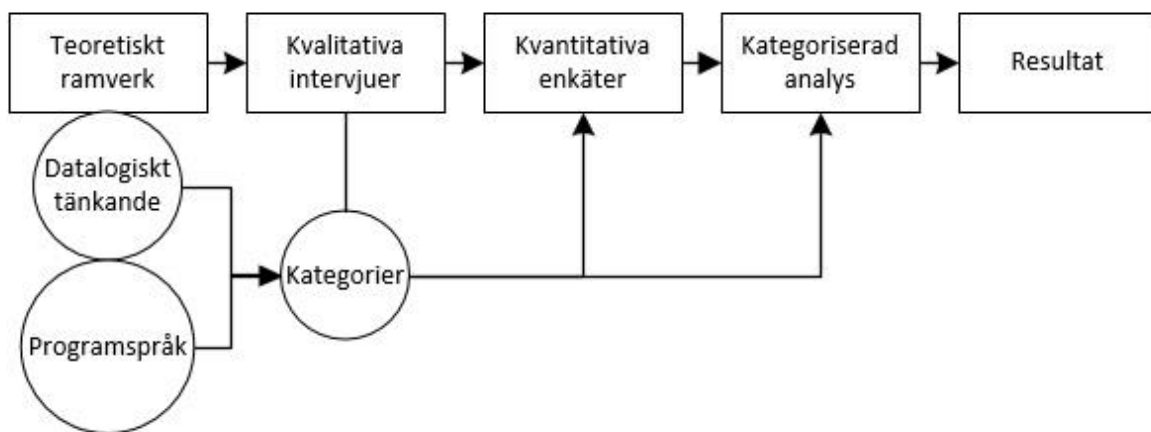 Teoretiskt
ramverk
Kvalitativa
intervjuer
Kvantitativa
enkäter
Kategoriserad
analys
Resultat
Datalogiskt
tänkande
Kategorier
Programspråk